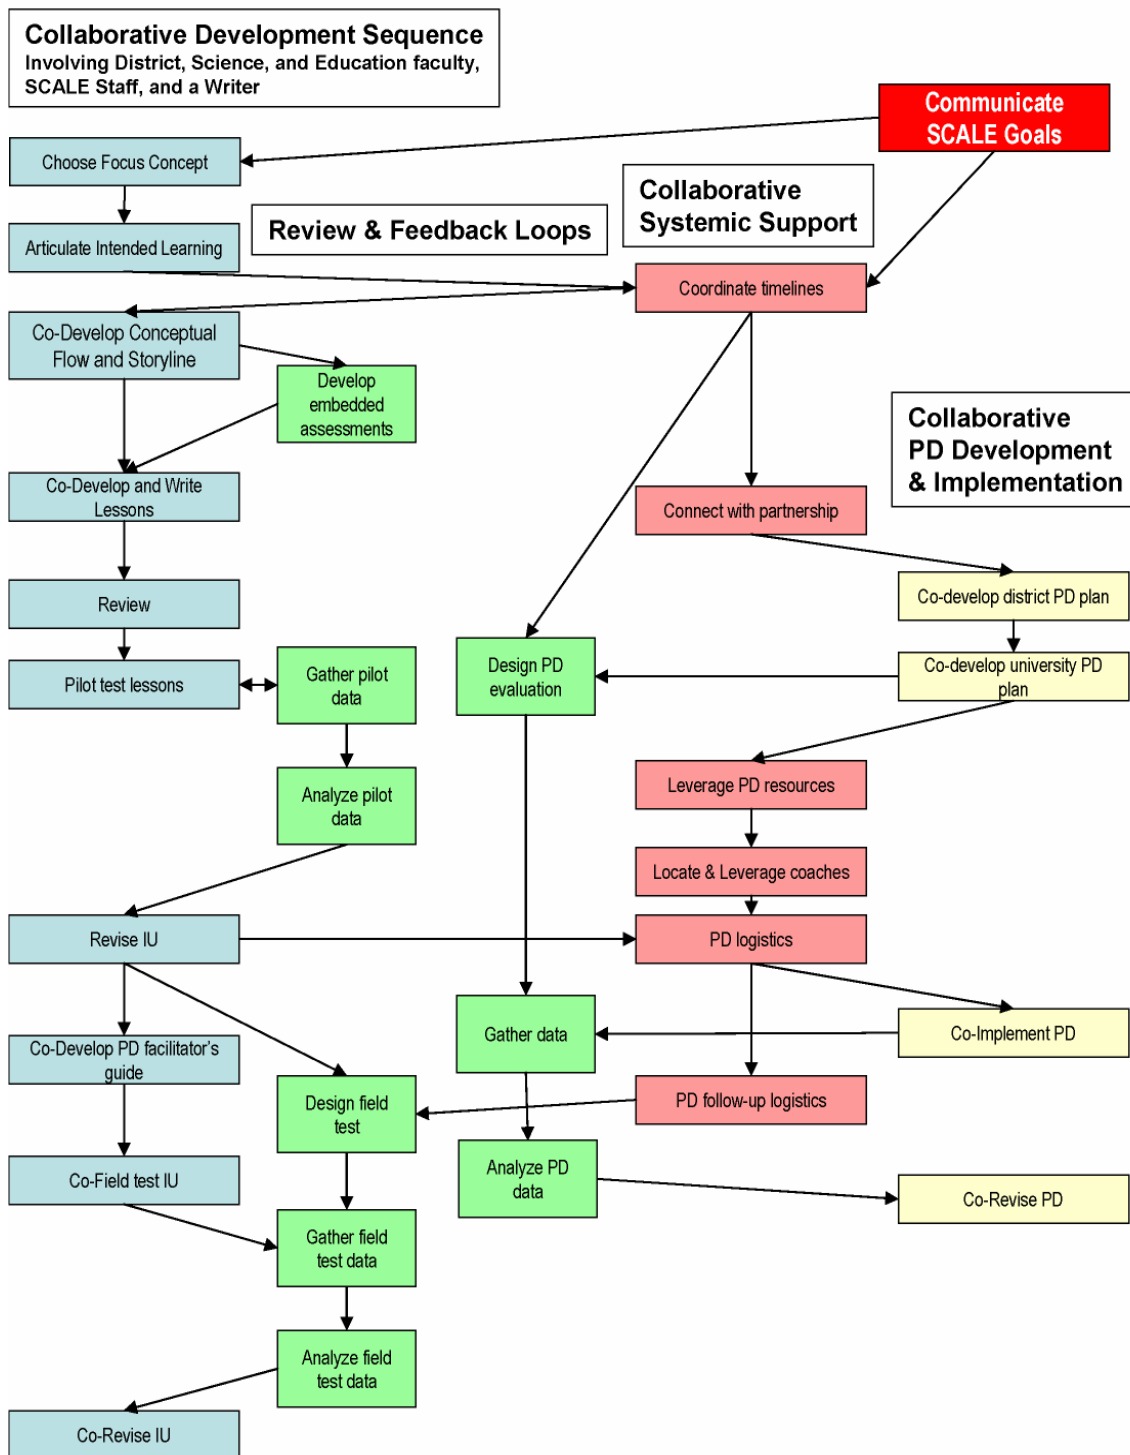 Collaborative Development Sequence
Involving District, Science, and Education faculty,
SCALE Staff, and a Writer
Communicate
SCALE Goals
Choose Focus Concept
Collaborative
Systemic Support
Review & Feedback Loops
Articulate Intended Learning
Coordinate timelines
Co-Develop Conceptual
Flow and Storyline
Develop
embedded
assessments
Collaborative
PD Development
& Implementation
Co-Develop and Write
Lessons
Connect with partnership
Review
Co-develop district PD plan
Pilot test lessons
Gather pilot
data
Design PD
evaluation
Co-develop university PD
plan
Analyze pilot
data
Leverage PD resources
Locate & Leverage coaches
Revise IU
PD logistics
Gather data
Co-Implement PD
Co-Develop PD facilitator's
guide
Design field
test
PD follow-up logistics
Co-Field test IU
Analyze PD
data
Co-Revise PD
Gather field
test data
Analyze field
test data
Co-Revise IU